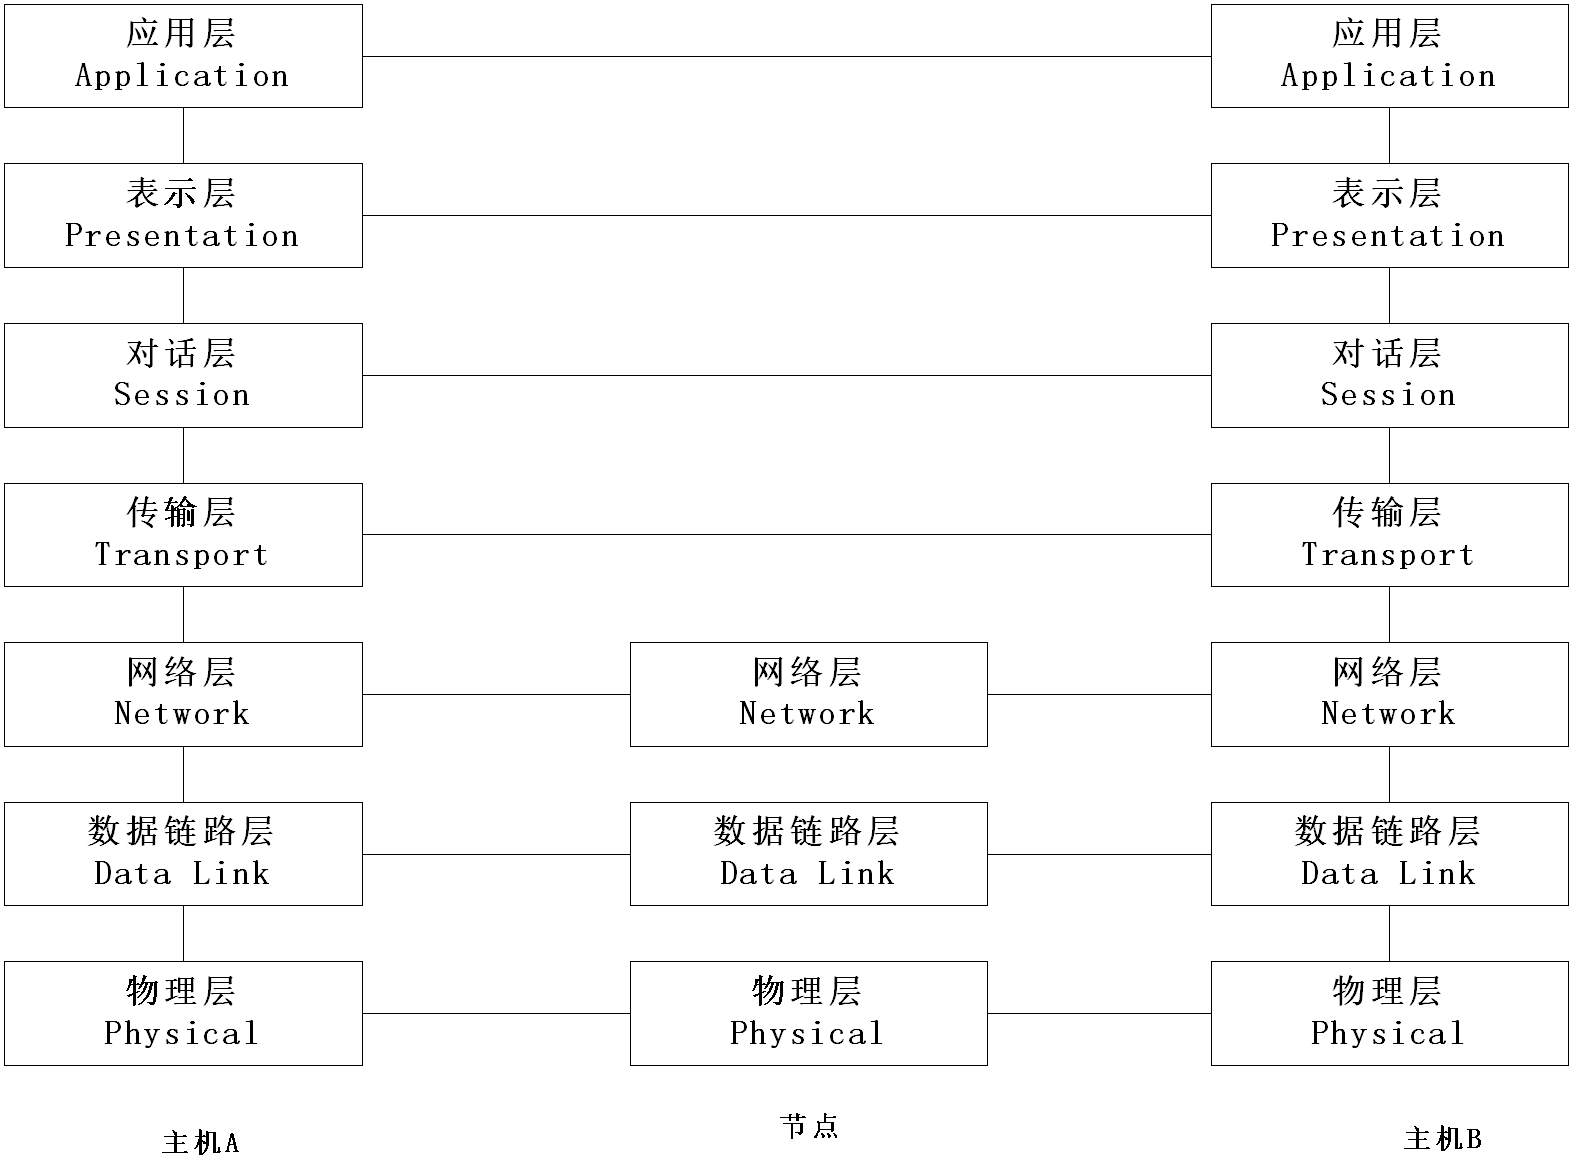 应用层
Application
应用层
Application
表示层
Presentation
表示层
Presentation
对话层
Session
对话层
Session
传输层
Transport
传输层
Transport
网络层
Network
网络层
Network
网络层
Network
数据链路层
Data Link
数据链路层
Data Link
数据链路层
Data Link
物理层
Physical
物理层
Physical
物理层
Physical
主机A
节点
主机B